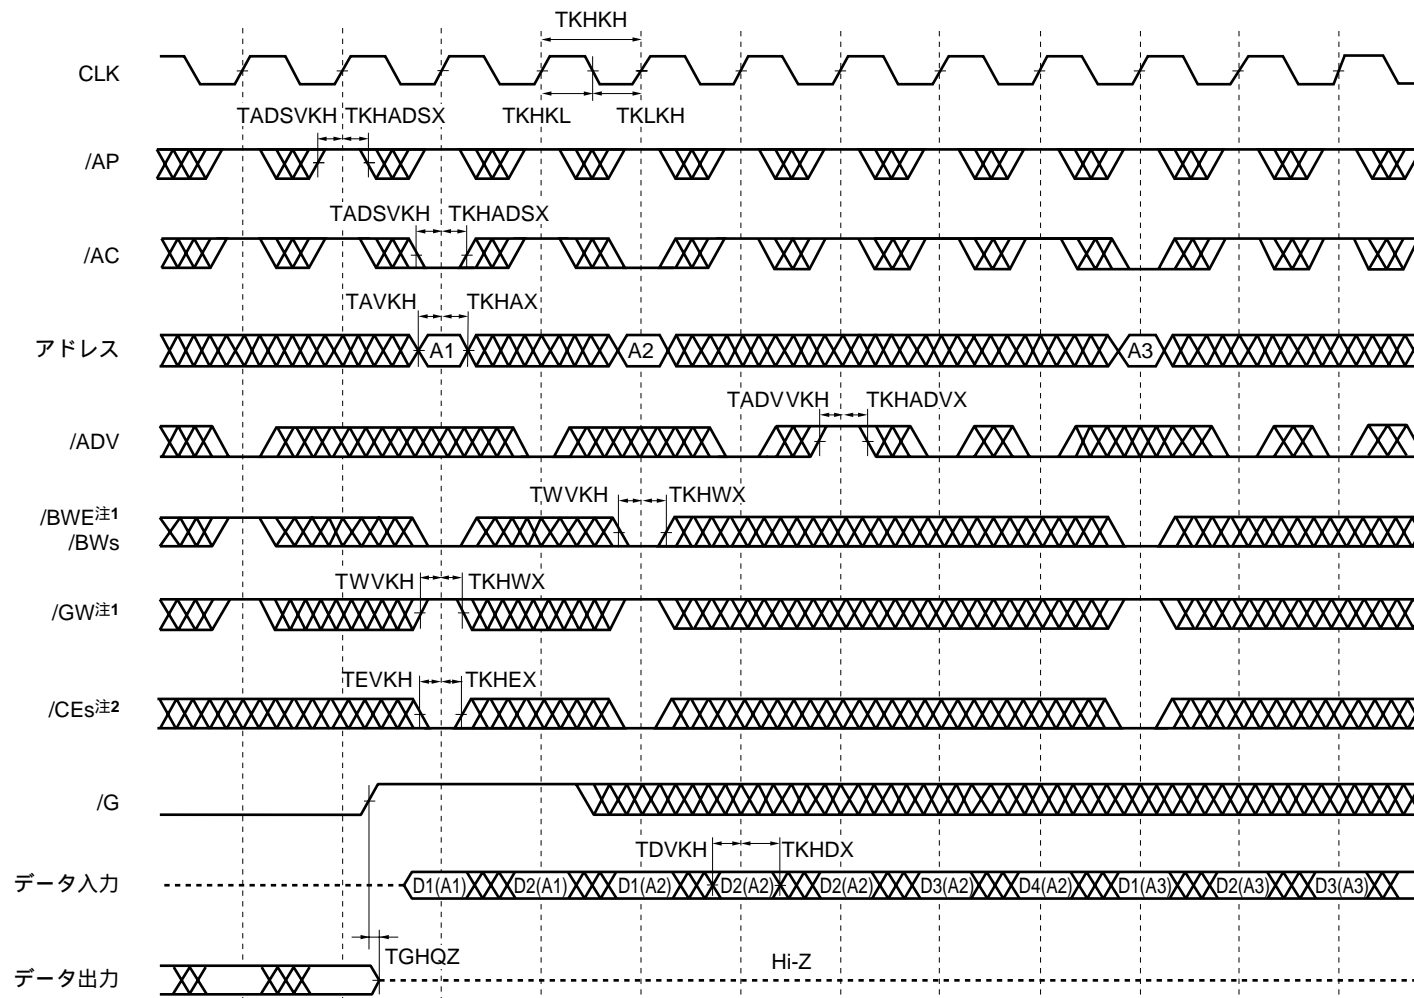 TKHKH
CLK
TADSVKH TKHADSX TKHKL TKLKH
/AP
TADSVKH TKHADSX
/AC
TAVKH TKHAX
アドレス A1 A2 A3
TADVVKH TKHADVX
/ADV
TWVKH TKHWX
/BWE注1
/BWs
TWVKH TKHWX
/GW注1
TEVKH TKHEX
/CEs注2
/G
TDVKH TKHDX
データ入力 D1(A1) D2(A1) D1(A2) D2(A2) D2(A2) D3(A2) D4(A2) D1(A3) D2(A3) D3(A3)
TGHQZ Hi-Z
データ出力